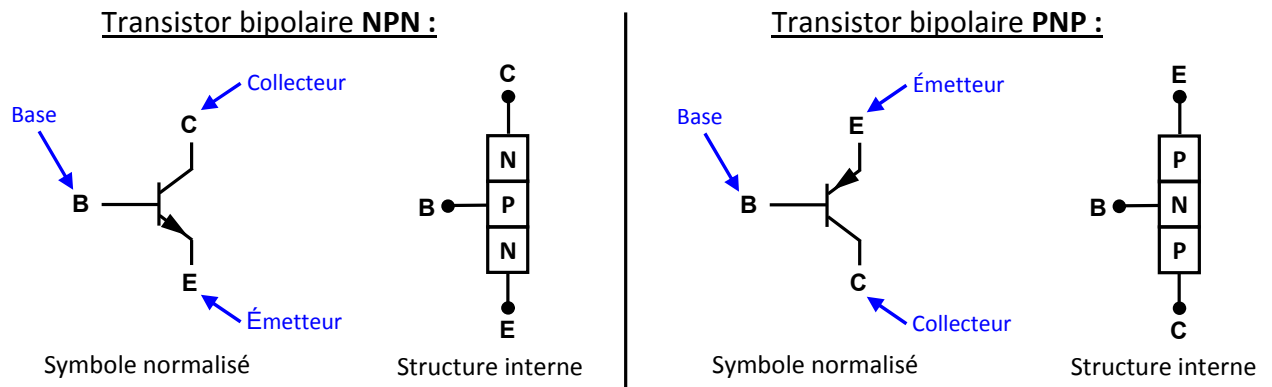 Transistor bipolaire NPN :
Collecteur
Base
C
B
E
Émetteur
Symbole normalisé
C
N
B
P
N
E
Structure interne
Transistor bipolaire PNP :
Émetteur
Base
E
B
C
Collecteur
Symbole normalisé
E
P
B
N
P
C
Structure interne